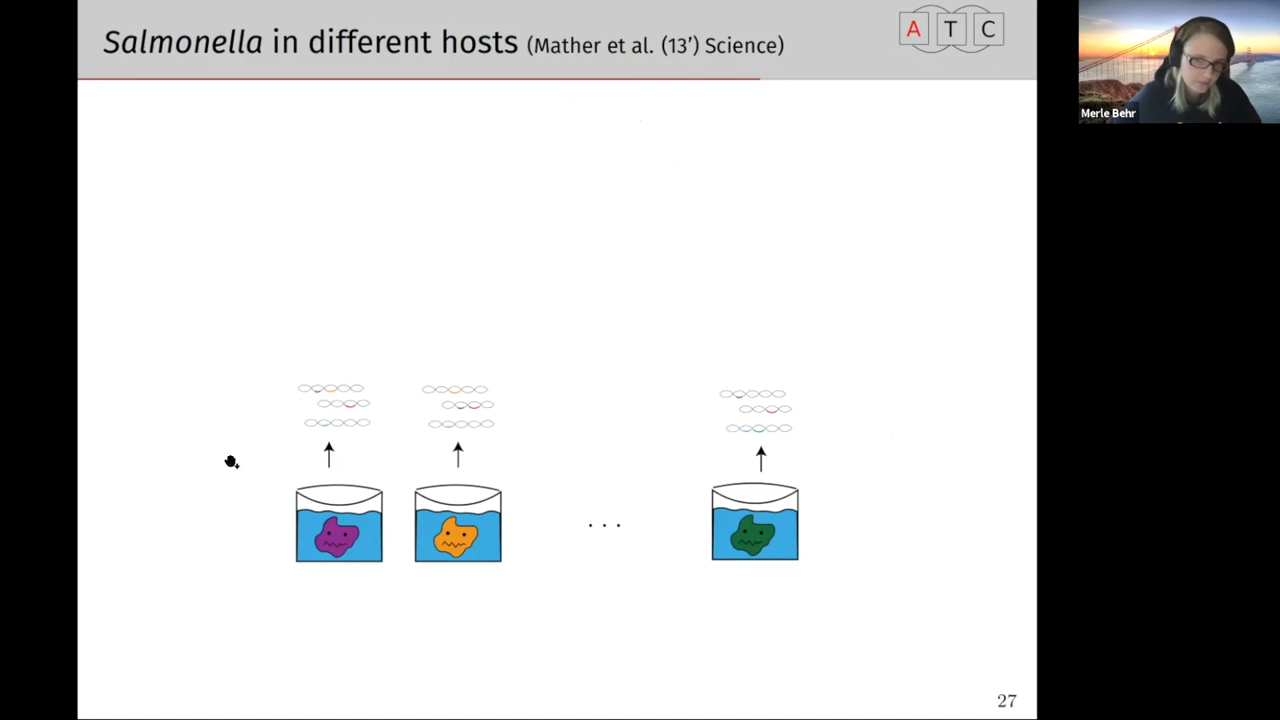 Salmonella in different hosts (Mather et al. (13’) Science)
A T C
Merle Behr
. . .
27